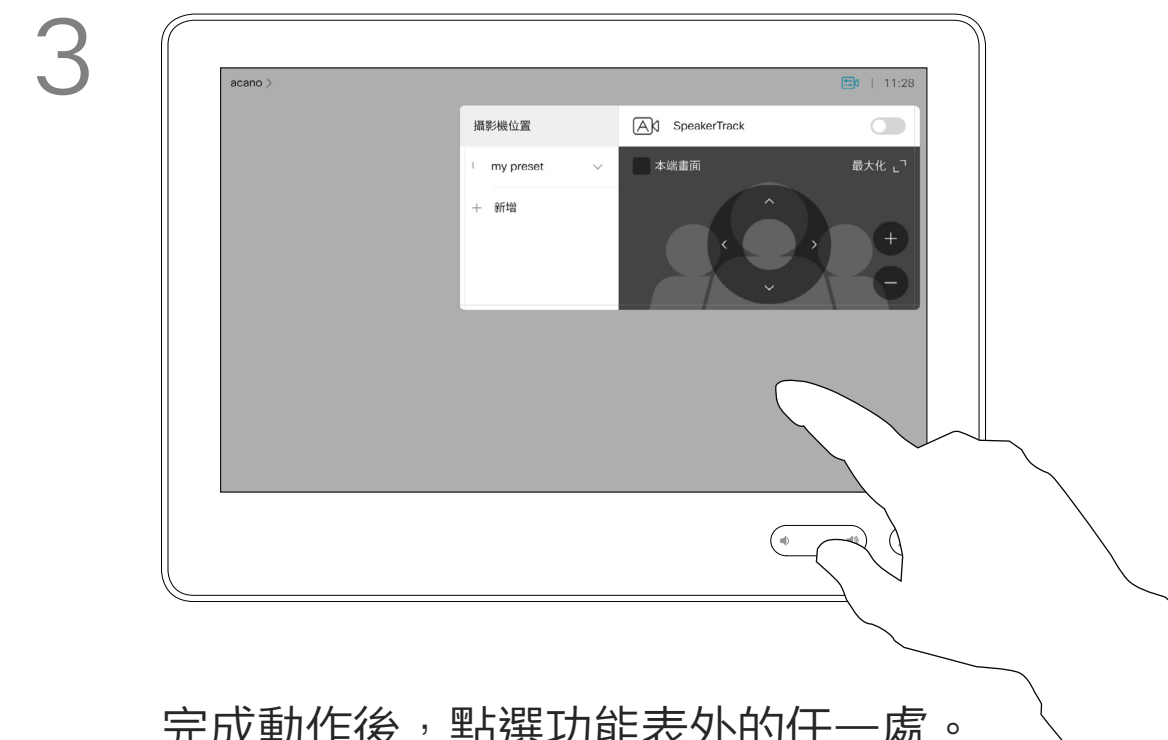 3
acano >
11:28
攝影機位置
SpeakerTrack
1 my preset
本端畫面
最大化
+ 新增
完成動作後，點選功能表外的任一處。